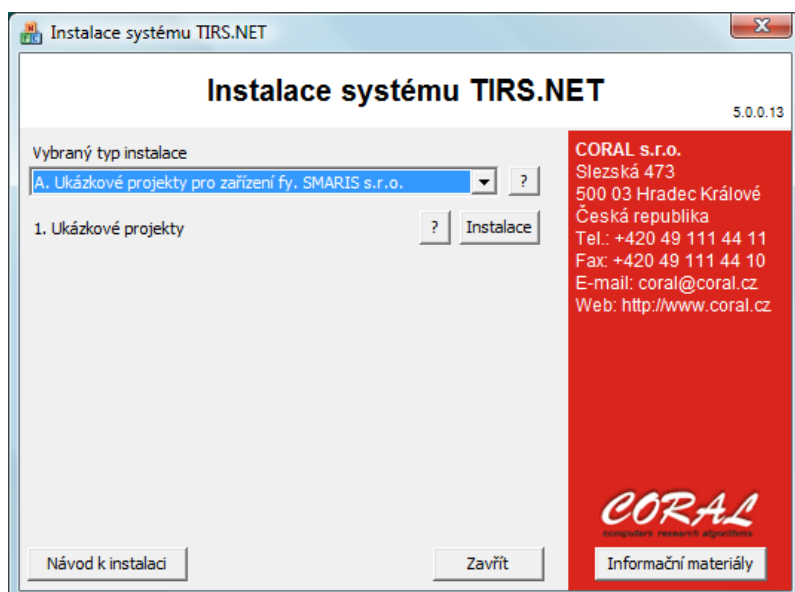 Instalace systému TIRS.NET
Instalace systému TIRS.NET
5.0.0.13
Vybraný typ instalace
A. Ukázkové projekty pro zařízení fy. SMARIS s.r.o.
?
1. Ukázkové projekty
?
Instalace
CORAL s.r.o.
Slezská 473
500 03 Hradec Králové
Česká republika
Tel.: +420 49 111 44 11
Fax: +420 49 111 44 10
E-mail: coral@coral.cz
Web: http://www.coral.cz
CORAL
computers research algorithms
Návod k instalaci
Zavřít
Informační materiály